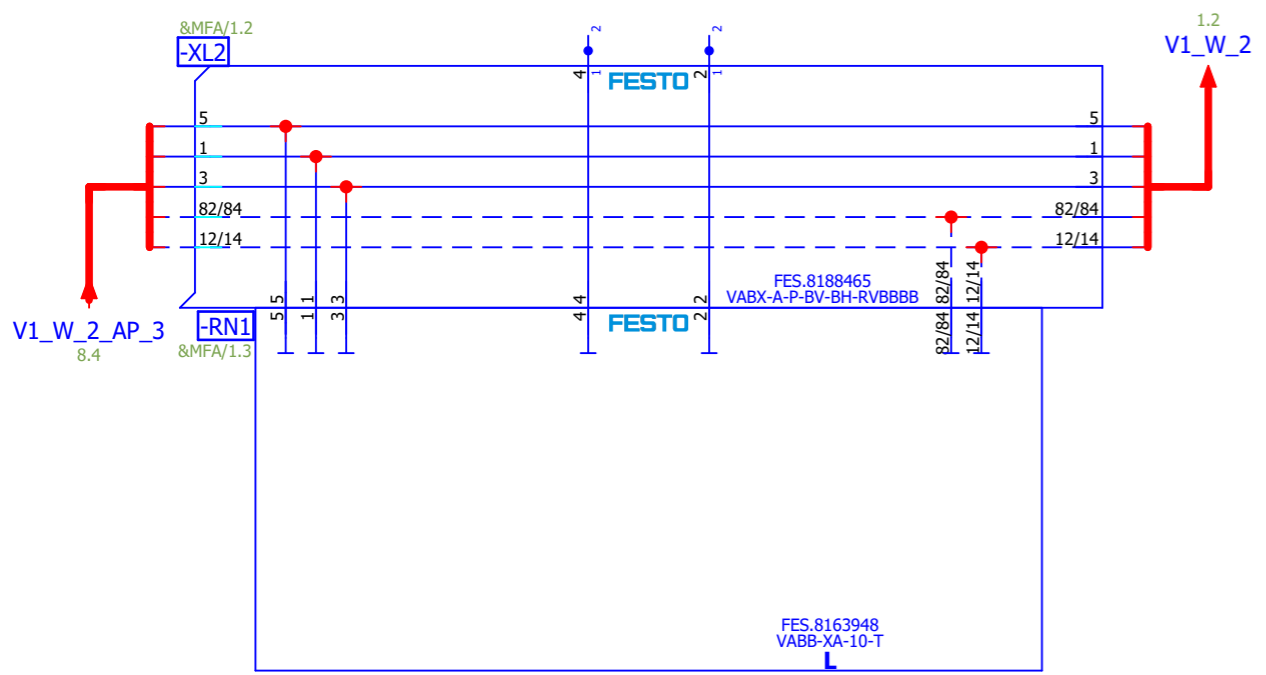 &MFA/1.2
-XL2
2
2
1.2
V1_W_2
4
1
FESTO
2
1
5
5
1
1
3
3
82/84
82/84
12/14
12/14
82/84
12/14
FES.8188465
VABX-A-P-BV-BH-RVBBBB
5
1
3
4
2
V1_W_2_AP_3
8.4
-RN1
&MFA/1.3
5
1
3
4
FESTO
2
82/84
12/14
FES.8163948
VABB-XA-10-T
L